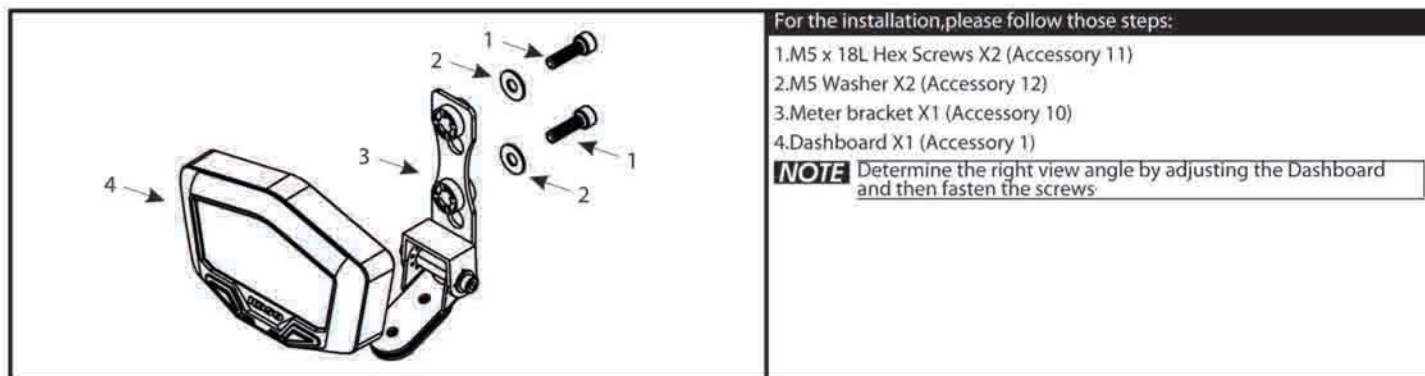 1
2
1
2
3
4
For the installation,please follow those steps:
1.M5 x 18L Hex Screws X2 (Accessory 11)
2.M5 Washer X2 (Accessory 12)
3.Meter bracket X1 (Accessory 10)
4.Dashboard X1 (Accessory 1)
NOTE Determine the right view angle by adjusting the Dashboard
and then fasten the screws